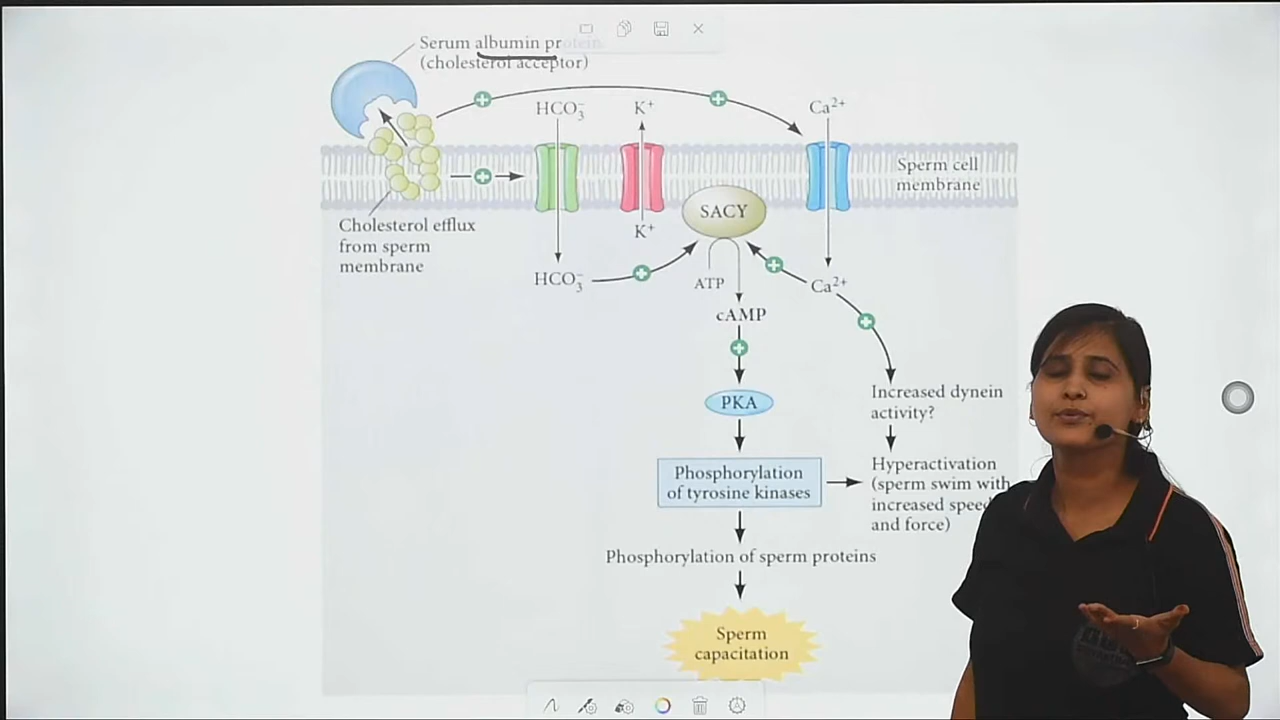 Serum albumin protein
(cholesterol acceptor)
HCO3−
K+
Ca2+
Sperm cell
membrane
SACY
Cholesterol efflux
from sperm
membrane
K+
HCO3−
ATP
Ca2+
cAMP
PKA
Increased dynein
activity?
Phosphorylation
of tyrosine kinases
Hyperactivation
(sperm swim with
increased speed
and force)
Phosphorylation of sperm proteins
Sperm
capacitation